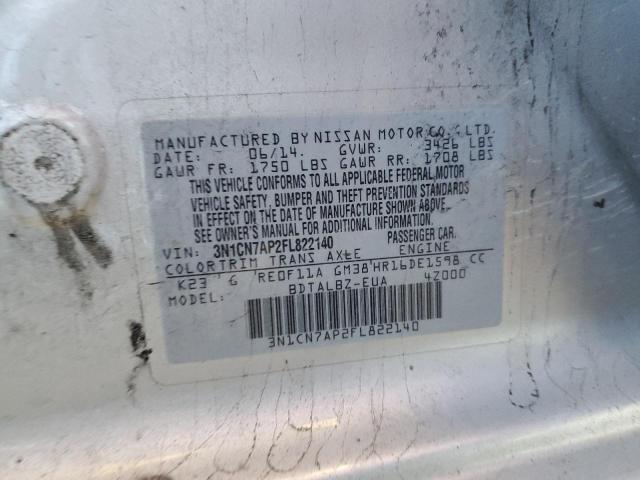 MANUFACTURED BY NISSAN MOTOR CO., LTD.
DATE: 06/14. GVWR: 3426 LBS
GAWR FR: 1750 LBS GAWR RR: 1708 LBS
THIS VEHICLE CONFORMS TO ALL APPLICABLE FEDERAL MOTOR
VEHICLE SAFETY, BUMPER AND THEFT PREVENTION STANDARDS
IN EFFECT ON THE DATE OF MANUFACTURE SHOWN ABOVE.
SEE OWNER'S MANUAL FOR ADDITIONAL INFORMATION.
VIN: 3N1CN7AP2FL822140 PASSENGER CAR.
COLOR TRIM TRANS AXLE ENGINE
K23 G RE0F11A GM38 HR16DE1598 CC
MODEL: BDTALBZ-EUA 4Z000
3N1CN7AP2FL822140